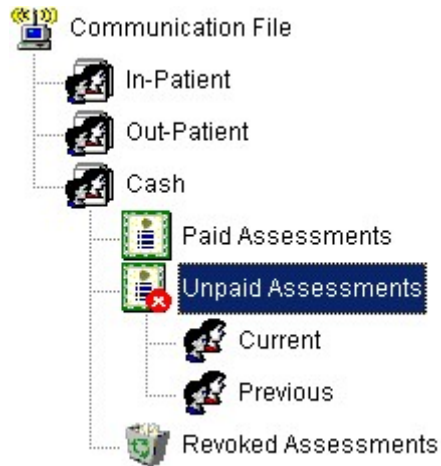 Communication File
In-Patient
Out-Patient
Cash
Paid Assessments
Unpaid Assessments
Current
Previous
Revoked Assessments